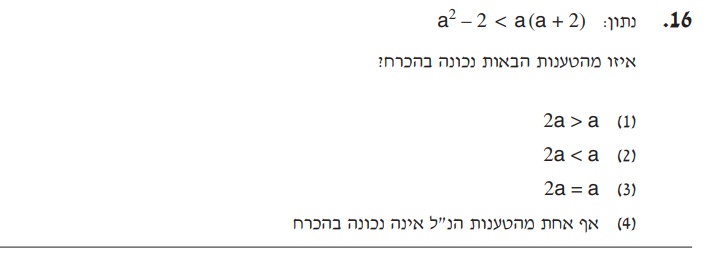 16. נתון: a² – 2 < a(a + 2)
איזו מהטענות הבאות נכונה בהכרח?
(1) 2a > a
(2) 2a < a
(3) 2a = a
(4) אף אחת מהטענות הנ"ל אינה נכונה בהכרח